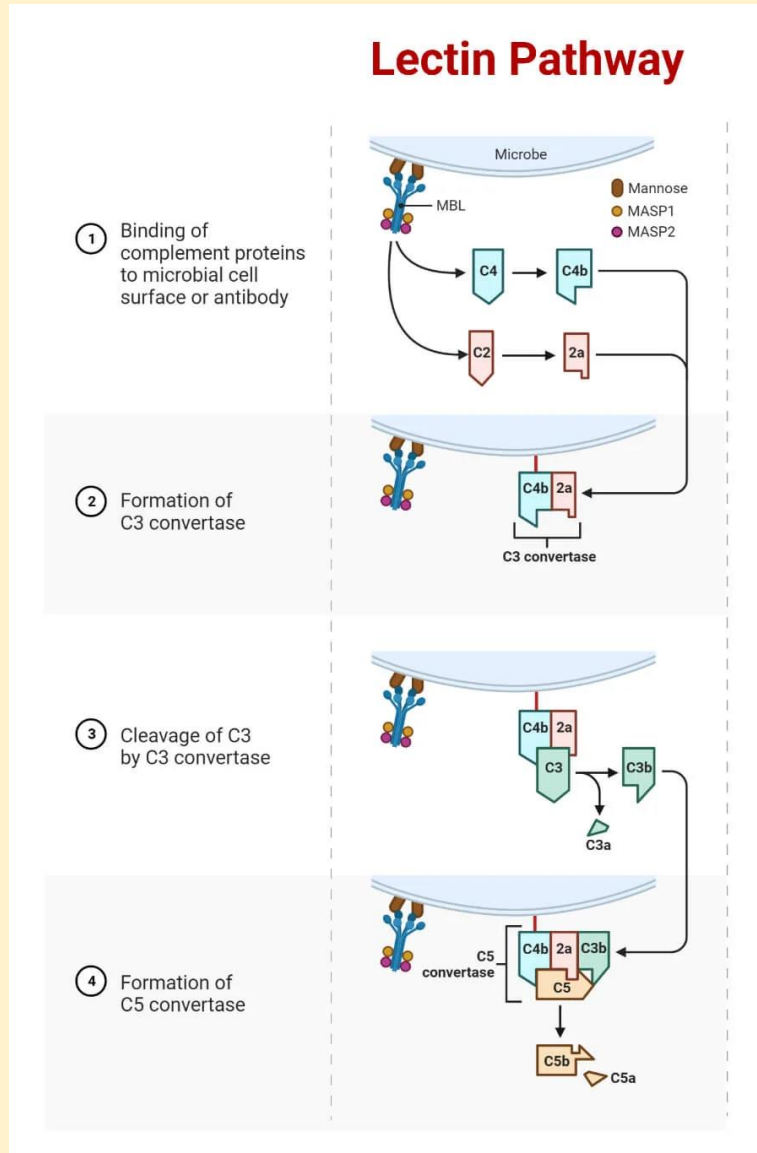 Lectin Pathway
1
Binding of
complement proteins
to microbial cell
surface or antibody
Microbe
MBL
Mannose
MASP1
MASP2
C4
C4b
C2
2a
2
Formation of
C3 convertase
C4b
2a
C3 convertase
3
Cleavage of C3
by C3 convertase
C4b
2a
C3
C3b
C3a
4
Formation of
C5 convertase
C5
convertase
C4b
2a
C3b
C5
C5b
C5a